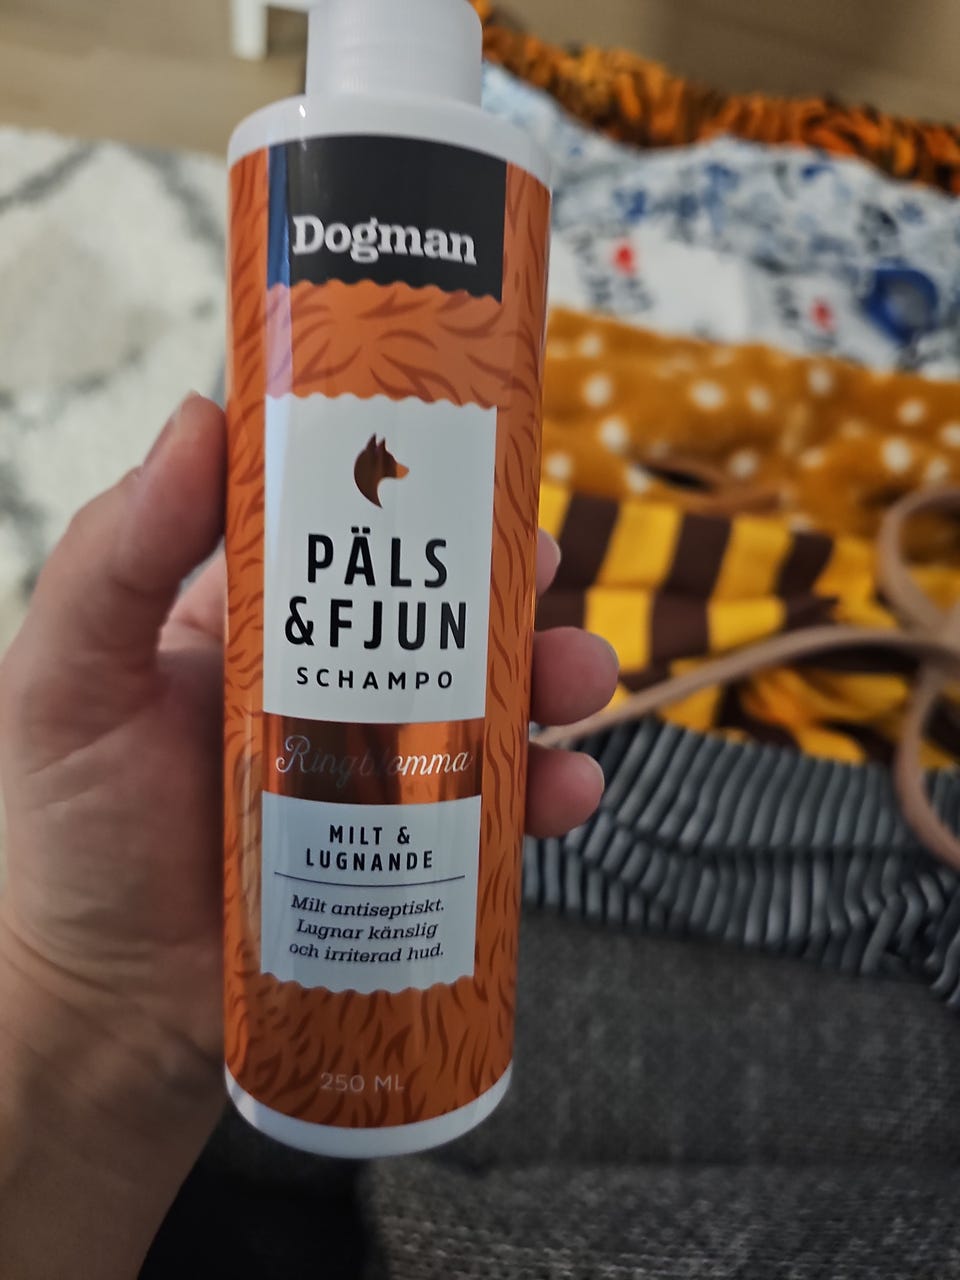 Dogman
PÄLS
&FJUN
SCHAMPO
Ringblomma
MILT &
LUGNANDE
Milt antiseptiskt.
Lugnar känslig
och irriterad hud.
250 ML